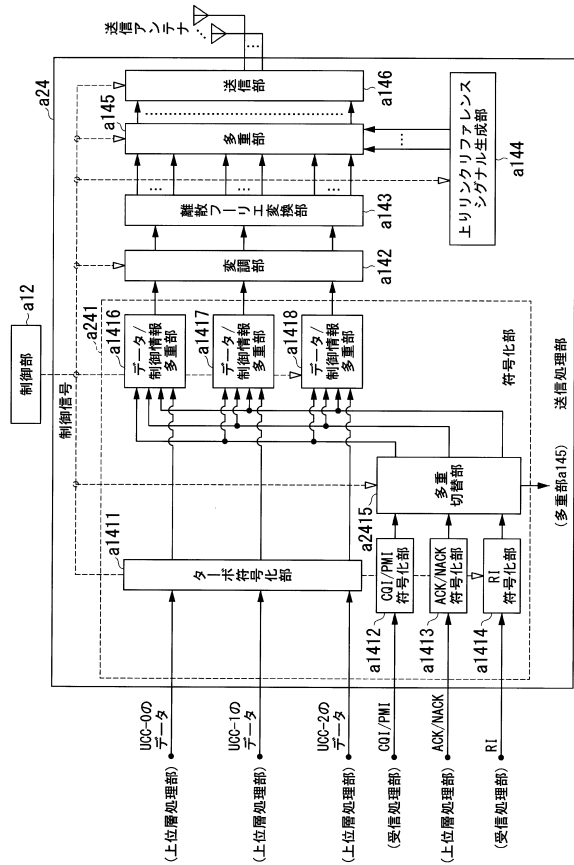 制御部
a12
制御信号
a24
a241
(上位層処理部)
UCC-0の
データ
(上位層処理部)
UCC-1の
データ
(上位層処理部)
UCC-2の
データ
(受信処理部)
CQI/PMI
(上位層処理部)
ACK/NACK
(受信処理部)
RI
a1411
ターボ符号化部
a1412
CQI/PMI
符号化部
a1413
ACK/NACK
符号化部
a1414
RI
符号化部
a2415
多重
切替部
(多重部a145)
a1416
データ/
制御情報
多重部
a1417
データ/
制御情報
多重部
a1418
データ/
制御情報
多重部
符号化部
送信処理部
変調部
a142
離散フーリエ変換部
a143
a145
多重部
送信部
a146
上りリンクリファレンス
シグナル生成部
a144
送信アンテナ